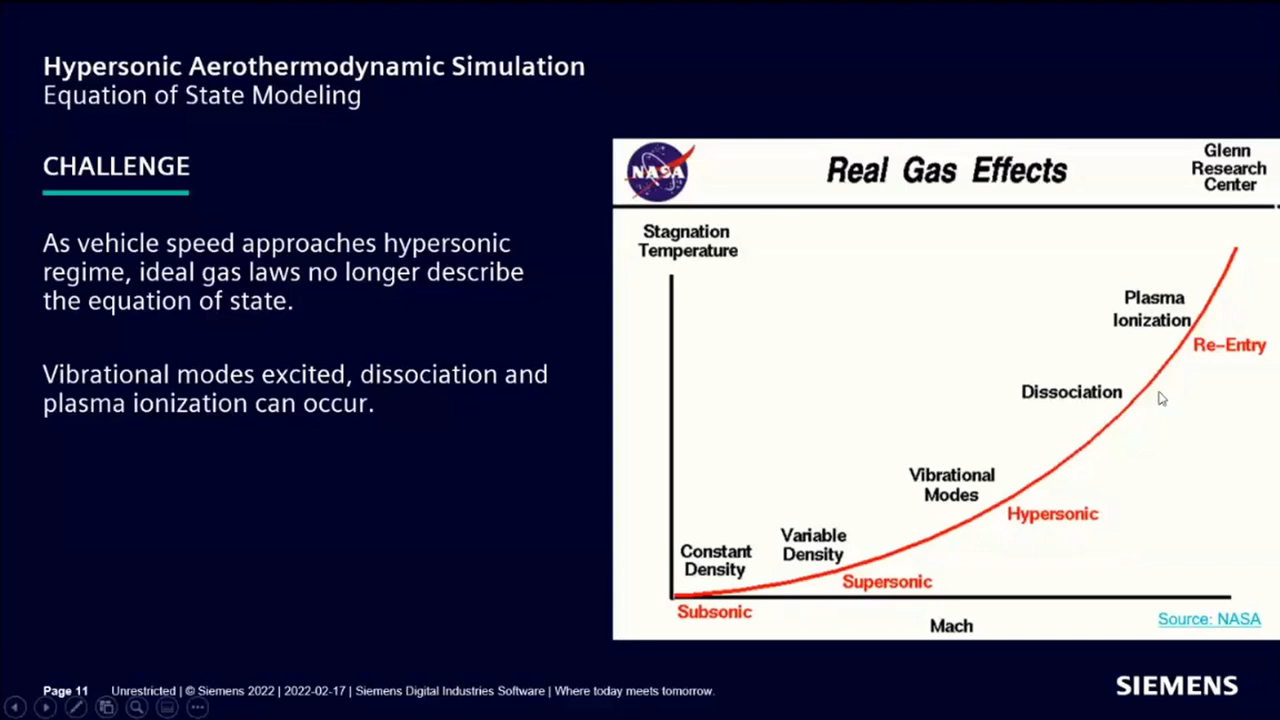 Hypersonic Aerothermodynamic Simulation
Equation of State Modeling
CHALLENGE
As vehicle speed approaches hypersonic
regime, ideal gas laws no longer describe
the equation of state.
Vibrational modes excited, dissociation and
plasma ionization can occur.
NASA
Real Gas Effects
Glenn
Research
Center
Stagnation
Temperature
Plasma
Ionization
Re-Entry
Dissociation
Vibrational
Modes
Hypersonic
Variable
Density
Supersonic
Constant
Density
Subsonic
Mach
Source: NASA
Page 11 Unrestricted | © Siemens 2022 | 2022-02-17 | Siemens Digital Industries Software | Where today meets tomorrow.
SIEMENS